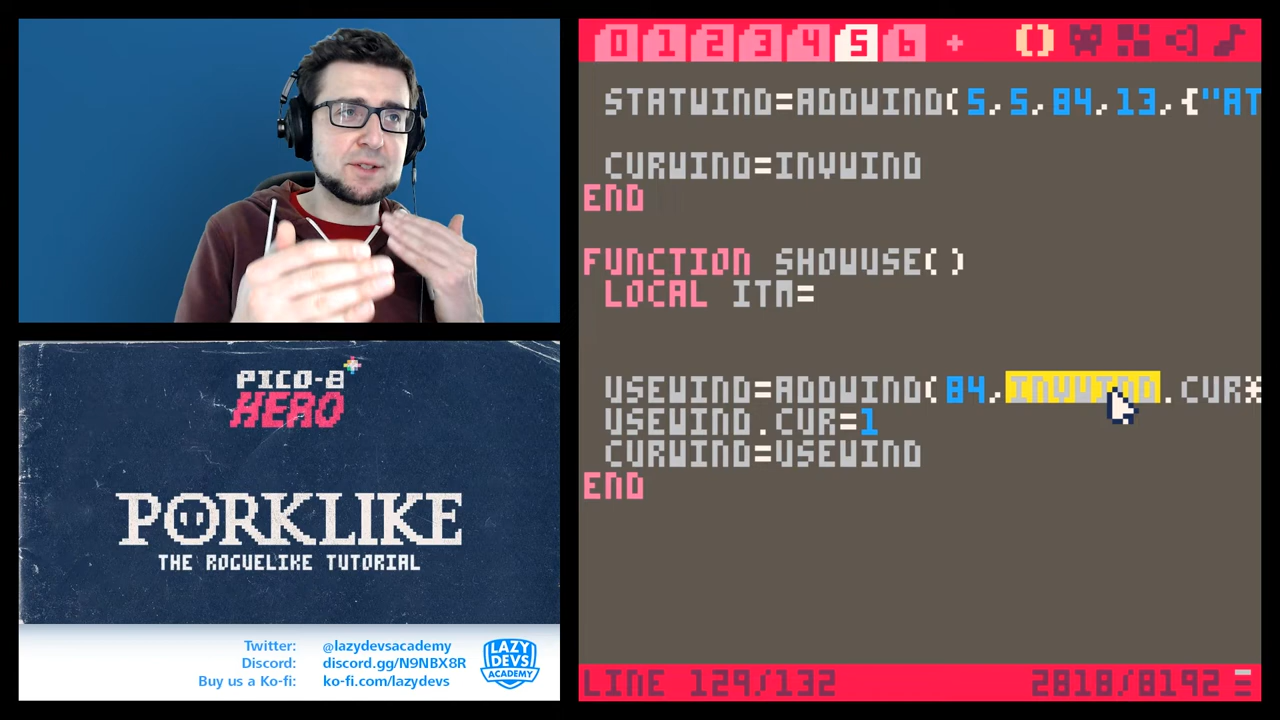 0 1 2 3 4 5 6 +
STATWIND=ADDWIND(5,5,84,13,{"AT
CURWIND=INVWIND
END
FUNCTION SHOWUSE()
LOCAL ITM=
USEWIND=ADDWIND(84,INVWIND.CUR*
USEWIND.CUR=1
CURWIND=USEWIND
END
LINE 129/132 2818/8192
PICO-8
HERO
PORKLIKE
THE ROGUELIKE TUTORIAL
Twitter: @lazydevsacademy
Discord: discord.gg/N9NBX8R
Buy us a Ko-fi: ko-fi.com/lazydevs
LAZY
DEVS
ACADEMY